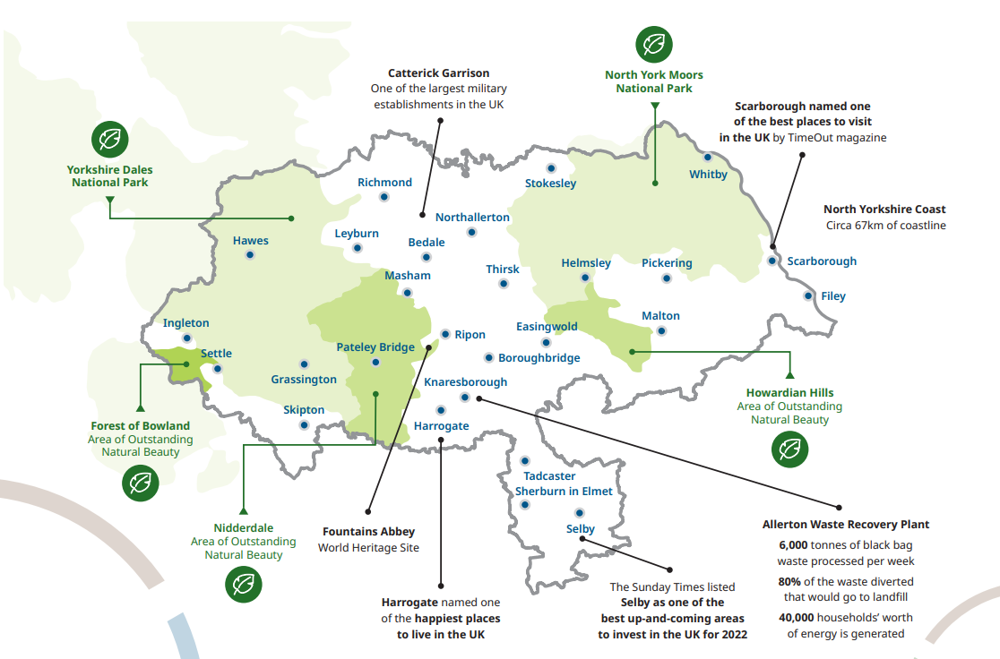 North York Moors
National Park
Catterick Garrison
One of the largest military
establishments in the UK
Scarborough named one
of the best places to visit
in the UK by TimeOut magazine
Yorkshire Dales
National Park
North Yorkshire Coast
Circa 67km of coastline
Whitby
Stokesley
Richmond
Northallerton
Leyburn
Bedale
Hawes
Masham
Thirsk
Helmsley
Pickering
Scarborough
Filey
Ingleton
Settle
Pateley Bridge
Ripon
Easingwold
Malton
Boroughbridge
Grassington
Knaresborough
Skipton
Harrogate
Howardian Hills
Area of Outstanding
Natural Beauty
Forest of Bowland
Area of Outstanding
Natural Beauty
Tadcaster
Sherburn in Elmet
Selby
Nidderdale
Area of Outstanding
Natural Beauty
Fountains Abbey
World Heritage Site
Harrogate named one
of the happiest places
to live in the UK
The Sunday Times listed
Selby as one of the
best up-and-coming areas
to invest in the UK for 2022
Allerton Waste Recovery Plant
6,000 tonnes of black bag
waste processed per week
80% of the waste diverted
that would go to landfill
40,000 households' worth
of energy is generated